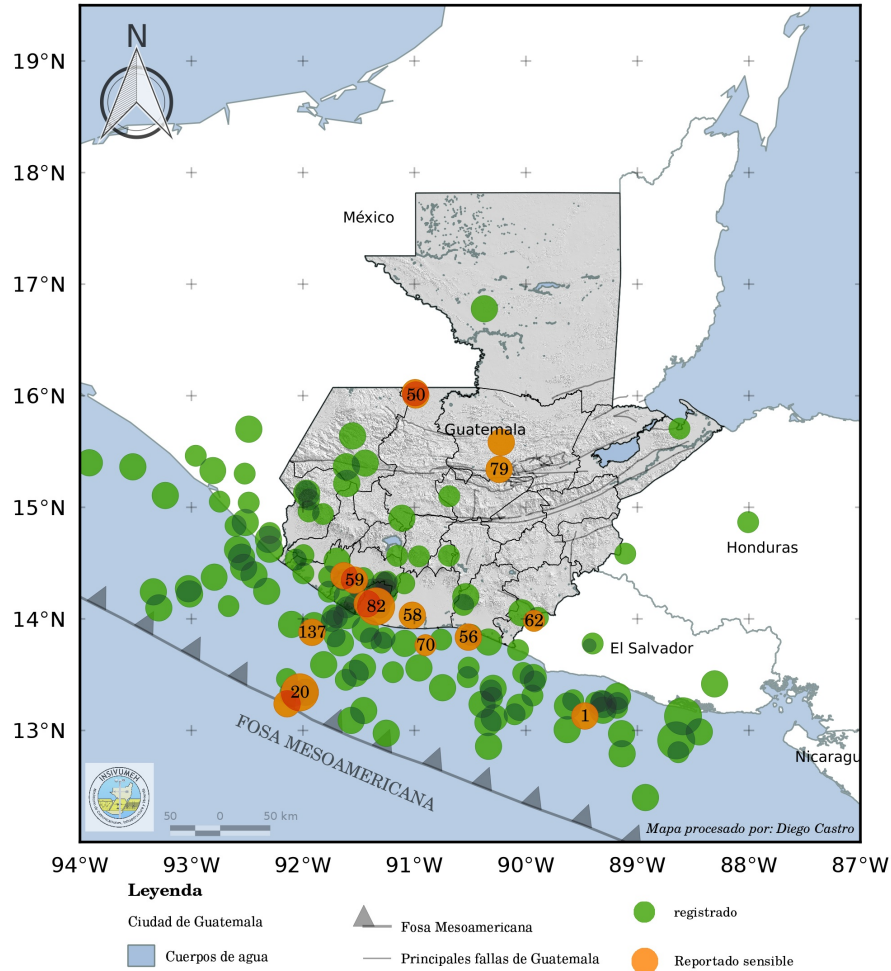 N
19°N
18°N
México
17°N
16°N
50
Guatemala
79
15°N
Honduras
59
82
58
14°N
62
137
56
70
El Salvador
20
1
13°N
FOSA MESOAMERICANA
Nicaragu
INSIVUMEH
50 0 50 km
Mapa procesado por: Diego Castro
94°W 93°W 92°W 91°W 90°W 89°W 88°W 87°W
Leyenda
Ciudad de Guatemala
Fosa Mesoamericana
registrado
Cuerpos de agua
Principales fallas de Guatemala
Reportado sensible